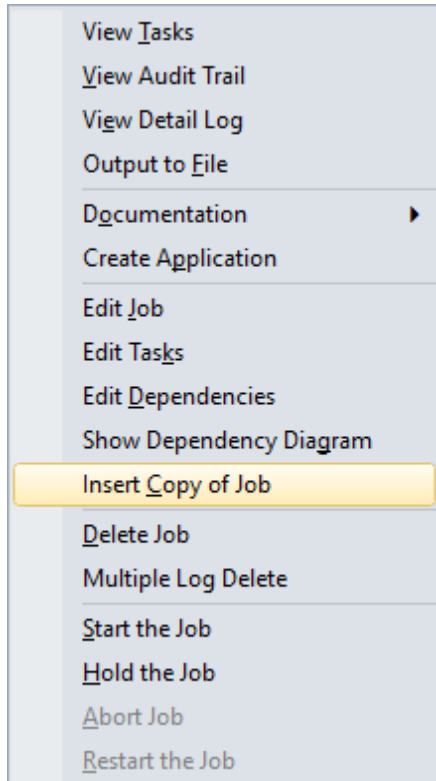 View Tasks
View Audit Trail
View Detail Log
Output to File
Documentation
Create Application
Edit Job
Edit Tasks
Edit Dependencies
Show Dependency Diagram
Insert Copy of Job
Delete Job
Multiple Log Delete
Start the Job
Hold the Job
Abort Job
Restart the Job